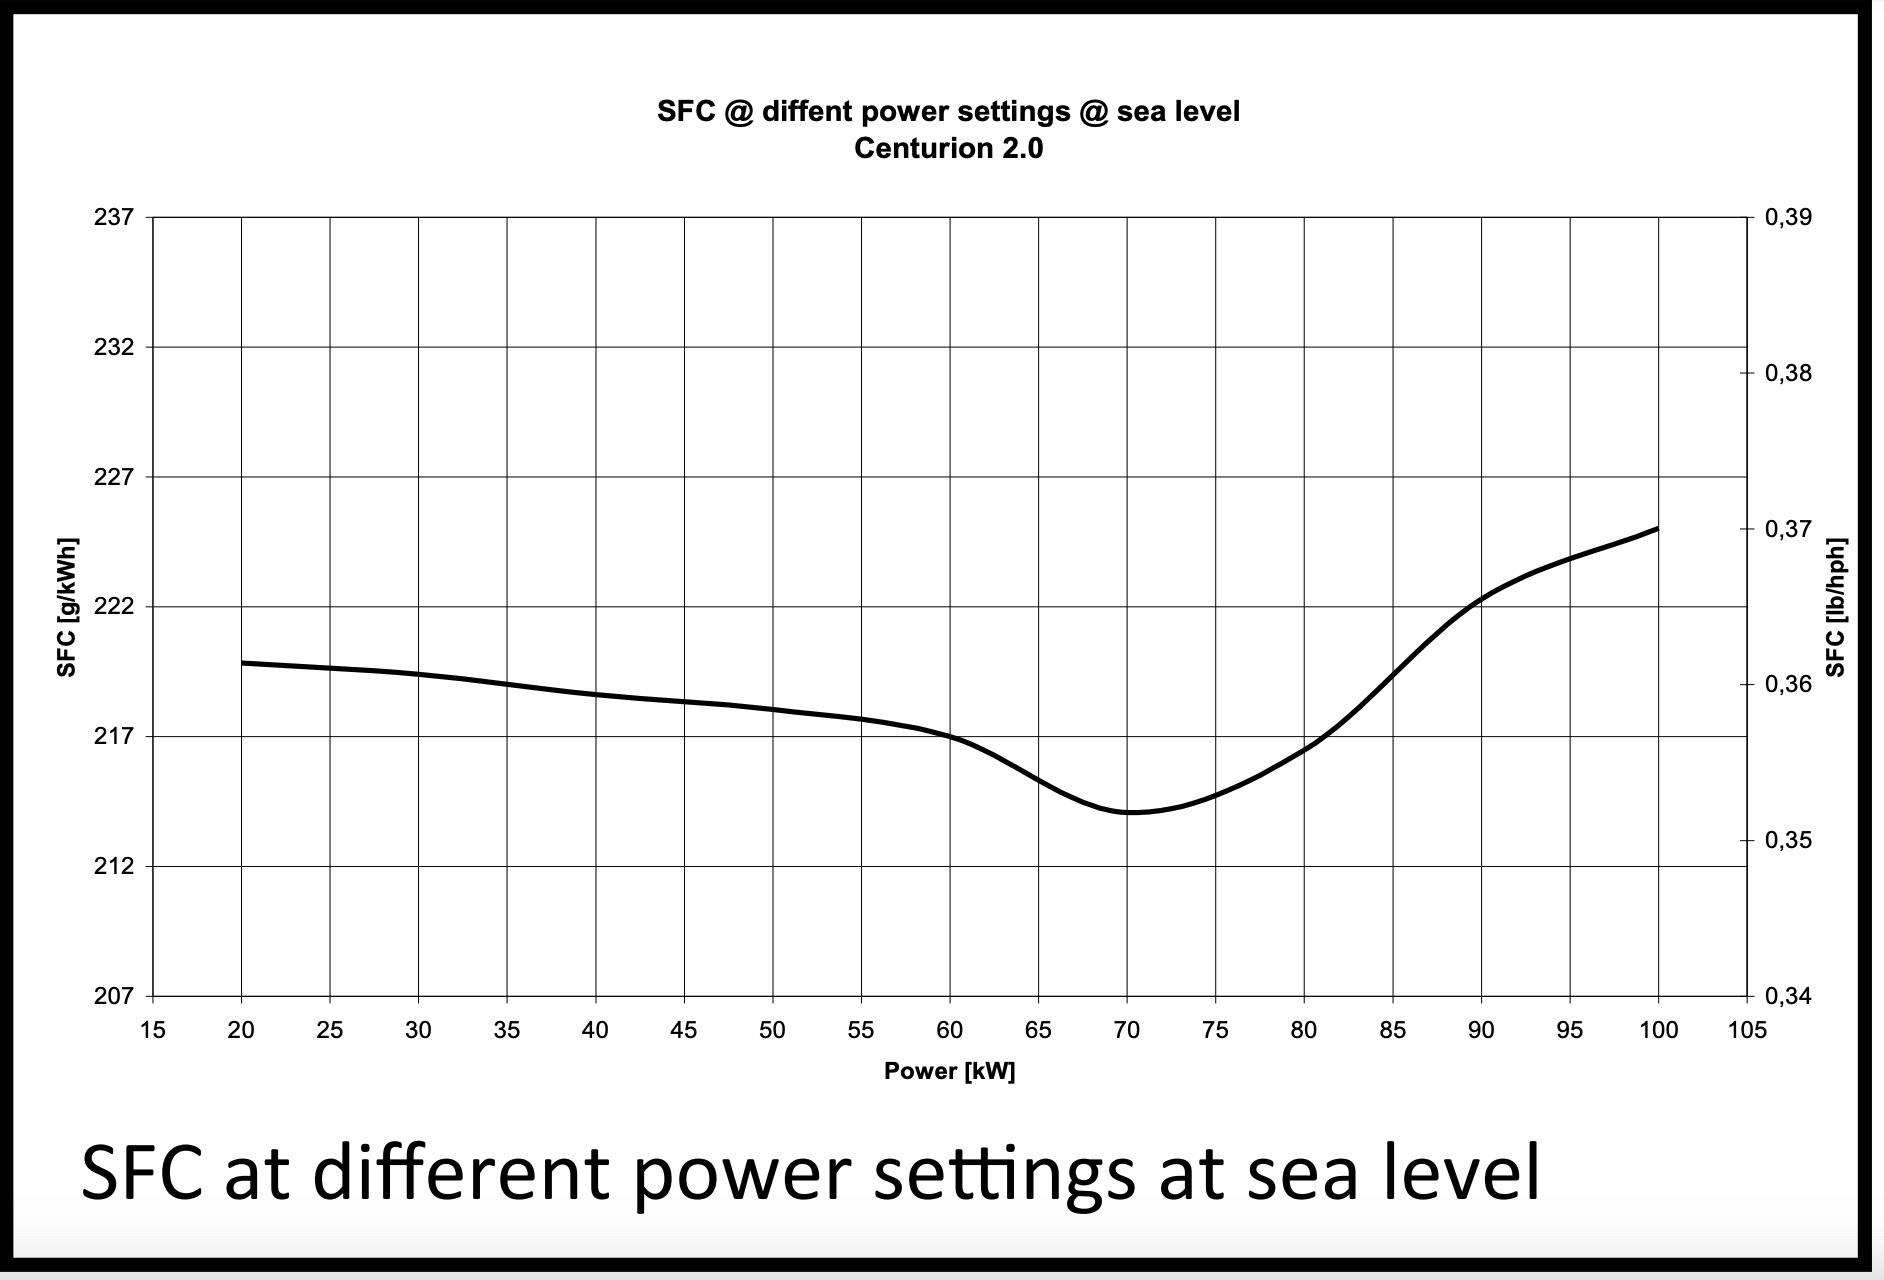 SFC @ diffent power settings @ sea level
Centurion 2.0
237
232
227
222
217
212
207
SFC [g/kWh]
0,39
0,38
0,37
0,36
0,35
0,34
SFC [lb/hph]
15 20 25 30 35 40 45 50 55 60 65 70 75 80 85 90 95 100 105
Power [kW]
SFC at different power settings at sea level